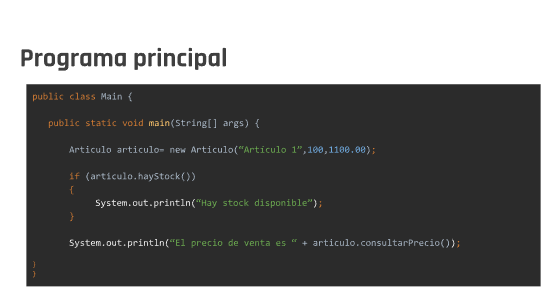 Programa principal
public class Main {
public static void main(String[] args) {
Articulo articulo= new Articulo(“Artículo 1”,100,1100.00);
if (articulo.hayStock())
{
System.out.println(“Hay stock disponible”);
}
System.out.println(“El precio de venta es “ + articulo.consultarPrecio());
}
}